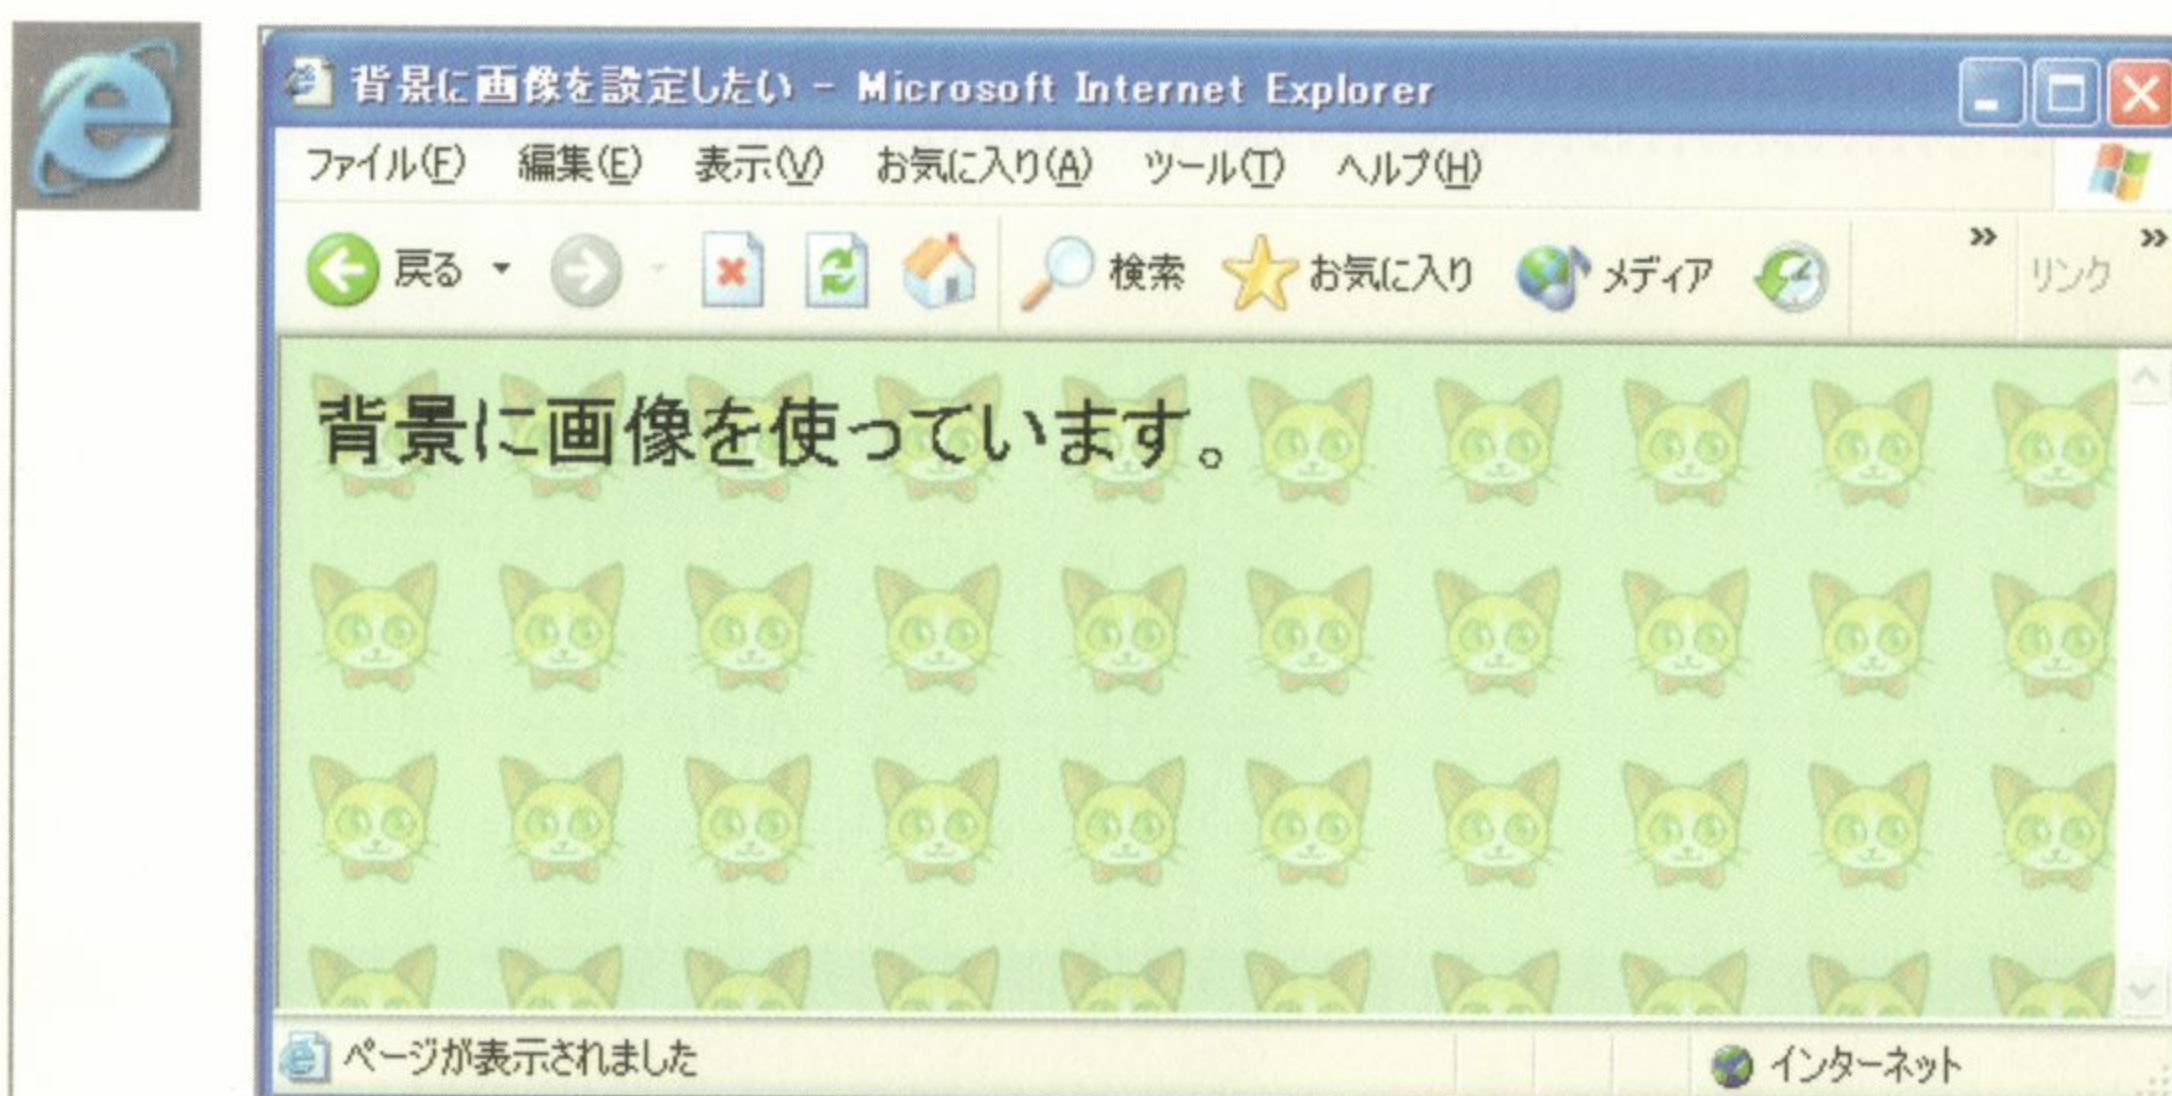 背景に画像を設定したい - Microsoft Internet Explorer
ファイル(F) 編集(E) 表示(V) お気に入り(A) ツール(T) ヘルプ(H)
戻る 検索 お気に入り メディア » リンク »
背景に画像を使っています。
ページが表示されました インターネット